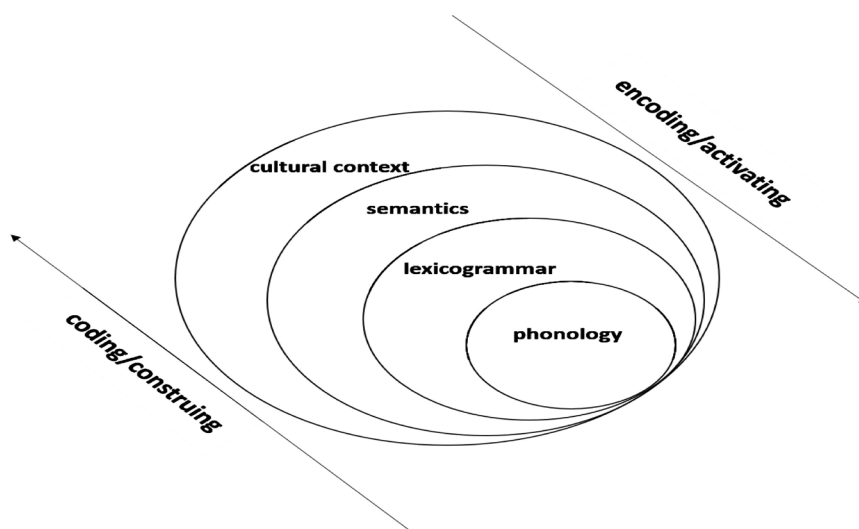 encoding/activating
cultural context
semantics
lexicogrammar
phonology
coding/construing